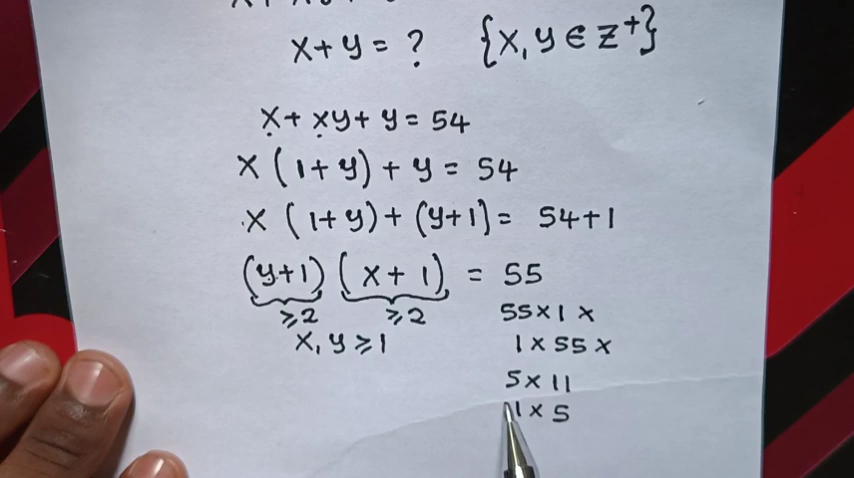 x + y = ? {x, y ∈ Z⁺}
x + xy + y = 54
x (1 + y) + y = 54
x (1 + y) + (y + 1) = 54 + 1
(y + 1) (x + 1) = 55
≥2 ≥2 55 × 1 ×
x, y ≥ 1 1 × 55 ×
5 × 11
11 × 5